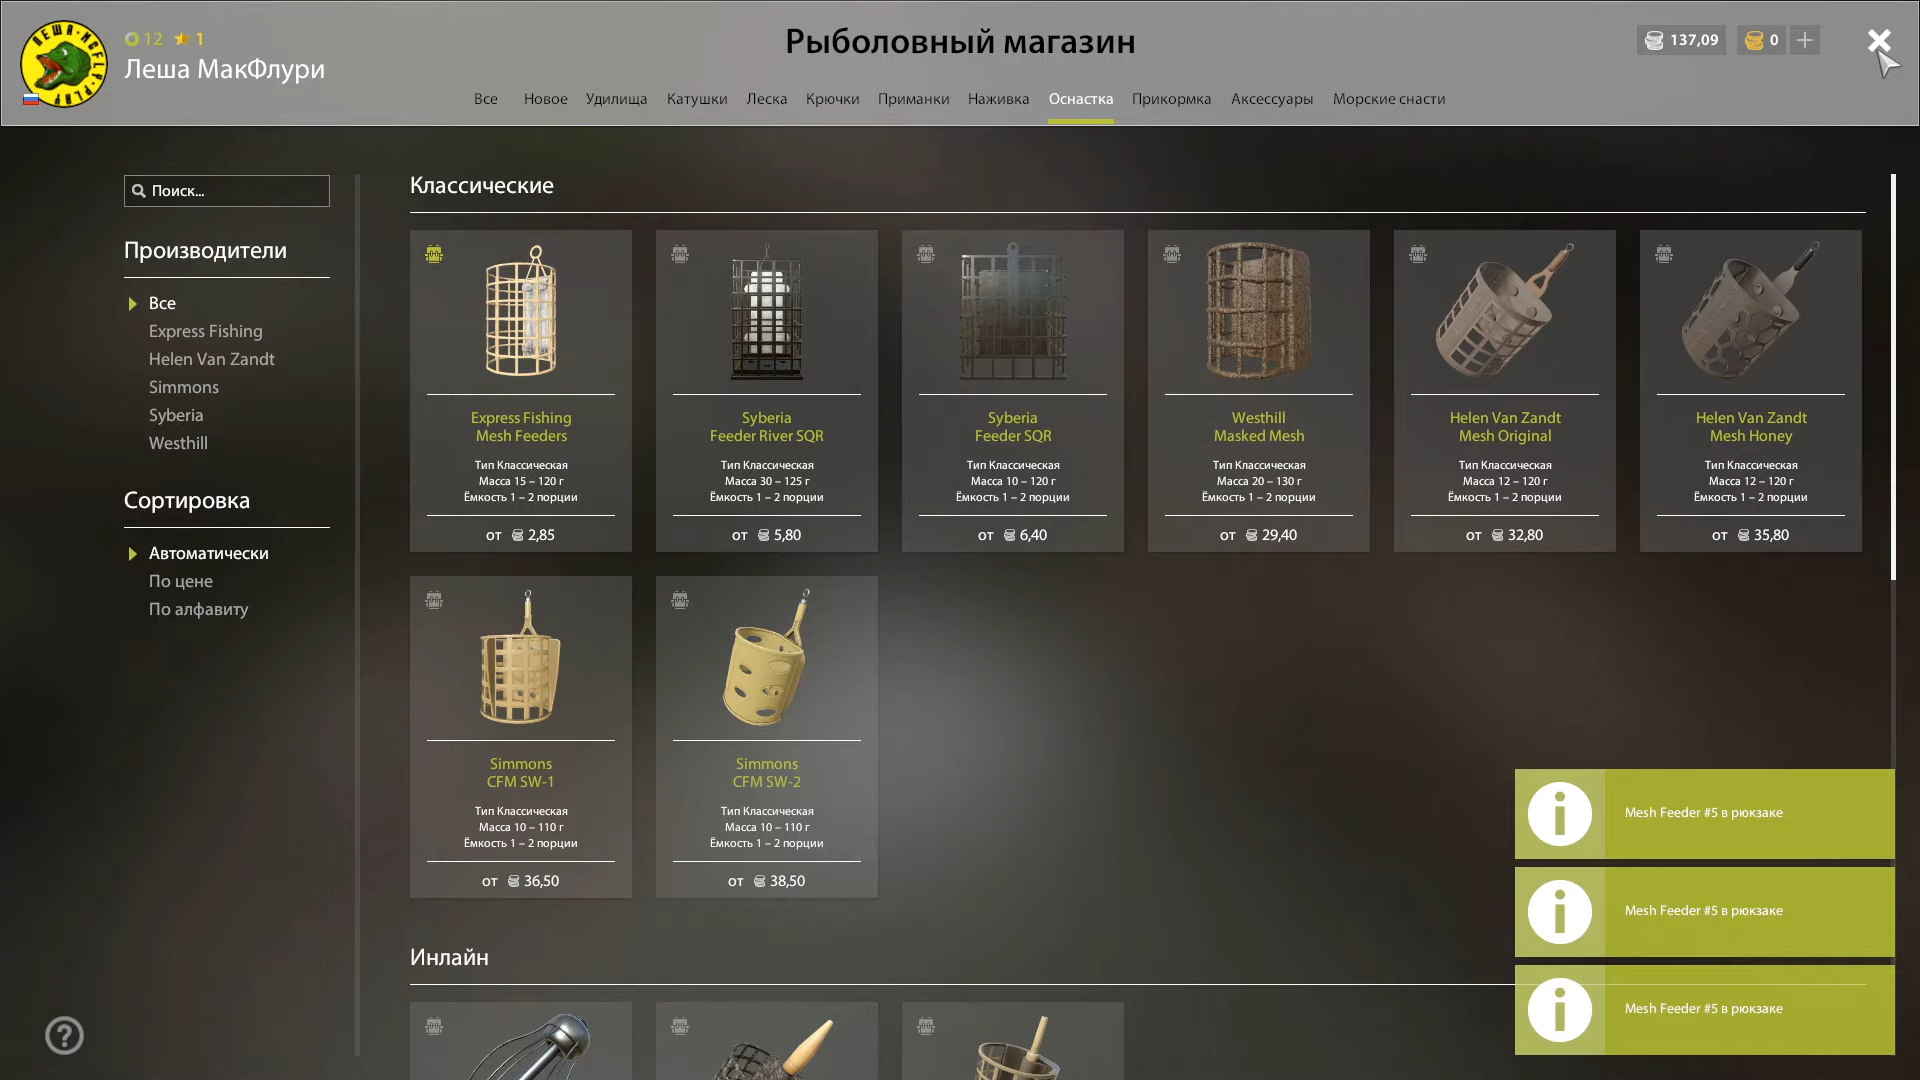 ЛЕША·MCFLY·PLAY
12
1
Леша МакФлури
Рыболовный магазин
137,09
0
Все Новое Удилища Катушки Леска Крючки Приманки Наживка Оснастка Прикормка Аксессуары Морские снасти
Поиск...
Производители
Все
Express Fishing
Helen Van Zandt
Simmons
Syberia
Westhill
Сортировка
Автоматически
По цене
По алфавиту
Классические
Express Fishing
Mesh Feeders
Тип Классическая
Масса 15 – 120 г
Ёмкость 1 – 2 порции
от 2,85
Syberia
Feeder River SQR
Тип Классическая
Масса 30 – 125 г
Ёмкость 1 – 2 порции
от 5,80
Syberia
Feeder SQR
Тип Классическая
Масса 10 – 120 г
Ёмкость 1 – 2 порции
от 6,40
Westhill
Masked Mesh
Тип Классическая
Масса 20 – 130 г
Ёмкость 1 – 2 порции
от 29,40
Helen Van Zandt
Mesh Original
Тип Классическая
Масса 12 – 120 г
Ёмкость 1 – 2 порции
от 32,80
Helen Van Zandt
Mesh Honey
Тип Классическая
Масса 12 – 120 г
Ёмкость 1 – 2 порции
от 35,80
Simmons
CFM SW-1
Тип Классическая
Масса 10 – 110 г
Ёмкость 1 – 2 порции
от 36,50
Simmons
CFM SW-2
Тип Классическая
Масса 10 – 110 г
Ёмкость 1 – 2 порции
от 38,50
Инлайн
Mesh Feeder #5 в рюкзаке
Mesh Feeder #5 в рюкзаке
Mesh Feeder #5 в рюкзаке